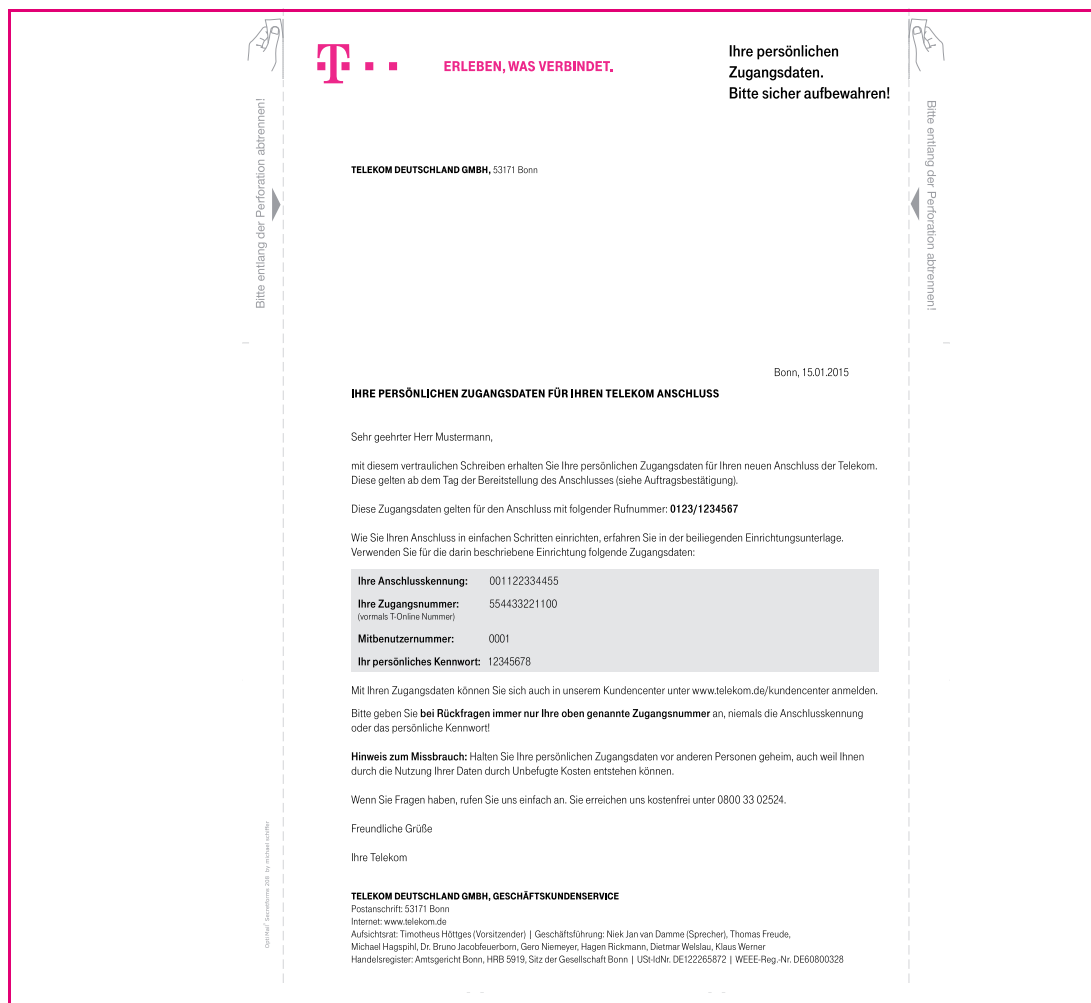 T
ERLEBEN, WAS VERBINDET.
Ihre persönlichen
Zugangsdaten.
Bitte sicher aufbewahren!
Bitte entlang der Perforation abtrennen!
Bitte entlang der Perforation abtrennen!
TELEKOM DEUTSCHLAND GMBH, 53171 Bonn
Bonn, 15.01.2015
IHRE PERSÖNLICHEN ZUGANGSDATEN FÜR IHREN TELEKOM ANSCHLUSS
Sehr geehrter Herr Mustermann,
mit diesem vertraulichen Schreiben erhalten Sie Ihre persönlichen Zugangsdaten für Ihren neuen Anschluss der Telekom.
Diese gelten ab dem Tag der Bereitstellung des Anschlusses (siehe Auftragsbestätigung).
Diese Zugangsdaten gelten für den Anschluss mit folgender Rufnummer: 0123/1234567
Wie Sie Ihren Anschluss in einfachen Schritten einrichten, erfahren Sie in der beiliegenden Einrichtungsunterlage.
Verwenden Sie für die darin beschriebene Einrichtung folgende Zugangsdaten:
Ihre Anschlusskennung: 001122334455
Ihre Zugangsnummer: 554433221100
(vormals T-Online Nummer)
Mitbenutzernummer: 0001
Ihr persönliches Kennwort: 12345678
Mit Ihren Zugangsdaten können Sie sich auch in unserem Kundencenter unter www.telekom.de/kundencenter anmelden.
Bitte geben Sie bei Rückfragen immer nur Ihre oben genannte Zugangsnummer an, niemals die Anschlusskennung
oder das persönliche Kennwort!
Hinweis zum Missbrauch: Halten Sie Ihre persönlichen Zugangsdaten vor anderen Personen geheim, auch weil Ihnen
durch die Nutzung Ihrer Daten durch Unbefugte Kosten entstehen können.
Wenn Sie Fragen haben, rufen Sie uns einfach an. Sie erreichen uns kostenfrei unter 0800 33 02524.
Freundliche Grüße
Ihre Telekom
TELEKOM DEUTSCHLAND GMBH, GESCHÄFTSKUNDENSERVICE
Postanschrift: 53171 Bonn
Internet: www.telekom.de
Aufsichtsrat: Timotheus Höttges (Vorsitzender) | Geschäftsführung: Niek Jan van Damme (Sprecher), Thomas Freude,
Michael Hagspihl, Dr. Bruno Jacobfeuerborn, Gero Niemeyer, Hagen Rickmann, Dietmar Welslau, Klaus Werner
Handelsregister: Amtsgericht Bonn, HRB 5919, Sitz der Gesellschaft Bonn | USt-IdNr. DE122265872 | WEEE-Reg.-Nr. DE60800328
by michael schiffer